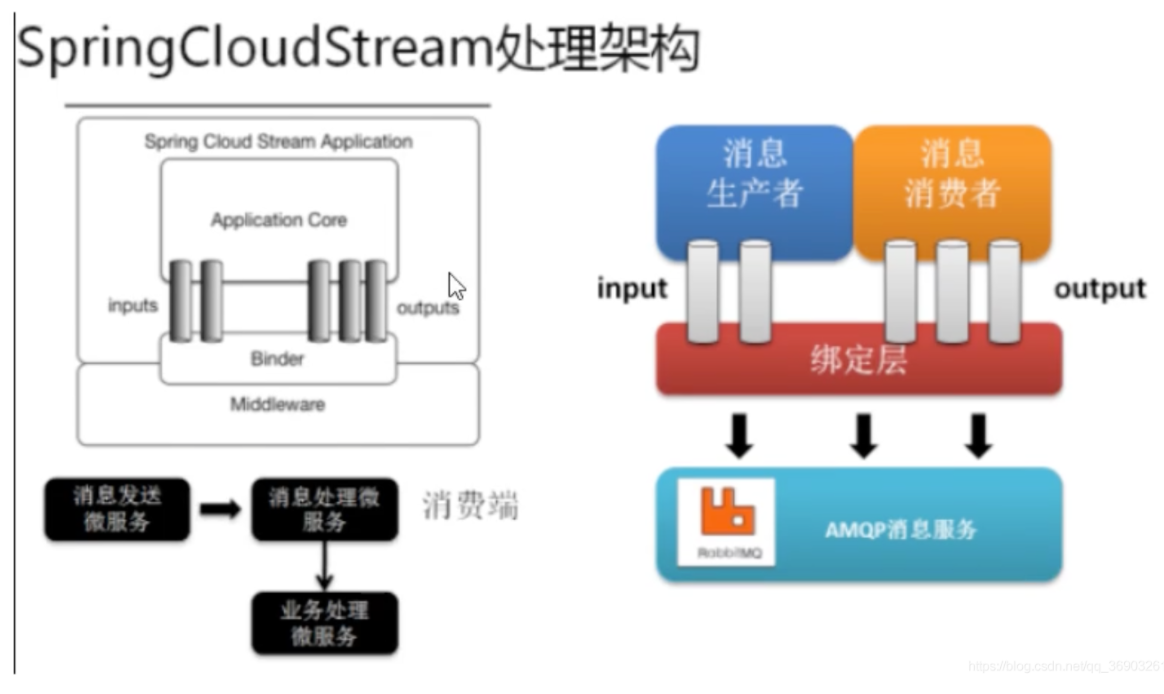 SpringCloudStream处理架构
Spring Cloud Stream Application
Application Core
inputs
outputs
Binder
Middleware
消息发送
微服务
消息处理微
服务
消费端
业务处理
微服务
消息
生产者
消息
消费者
input
output
绑定层
RabbitMQ
AMQP消息服务
https://blog.csdn.net/qq_36903261